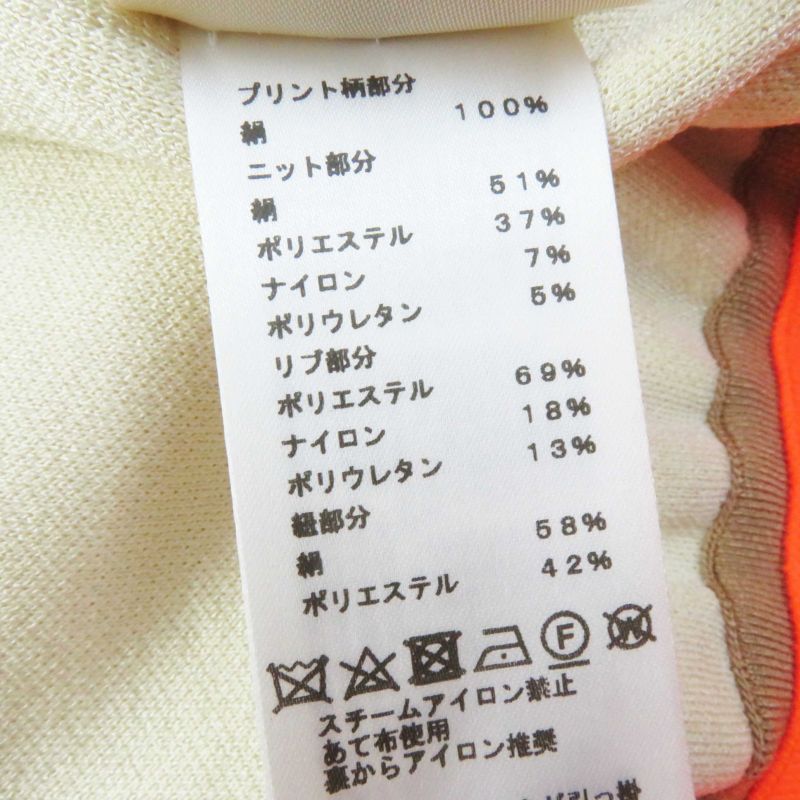 プリント柄部分
絹 100%
ニット部分
絹 51%
ポリエステル 37%
ナイロン 7%
ポリウレタン 5%
リブ部分
ポリエステル 69%
ナイロン 18%
ポリウレタン 13%
紐部分
絹 58%
ポリエステル 42%
F W
スチームアイロン禁止
あて布使用
裏からアイロン推奨
引っ掛